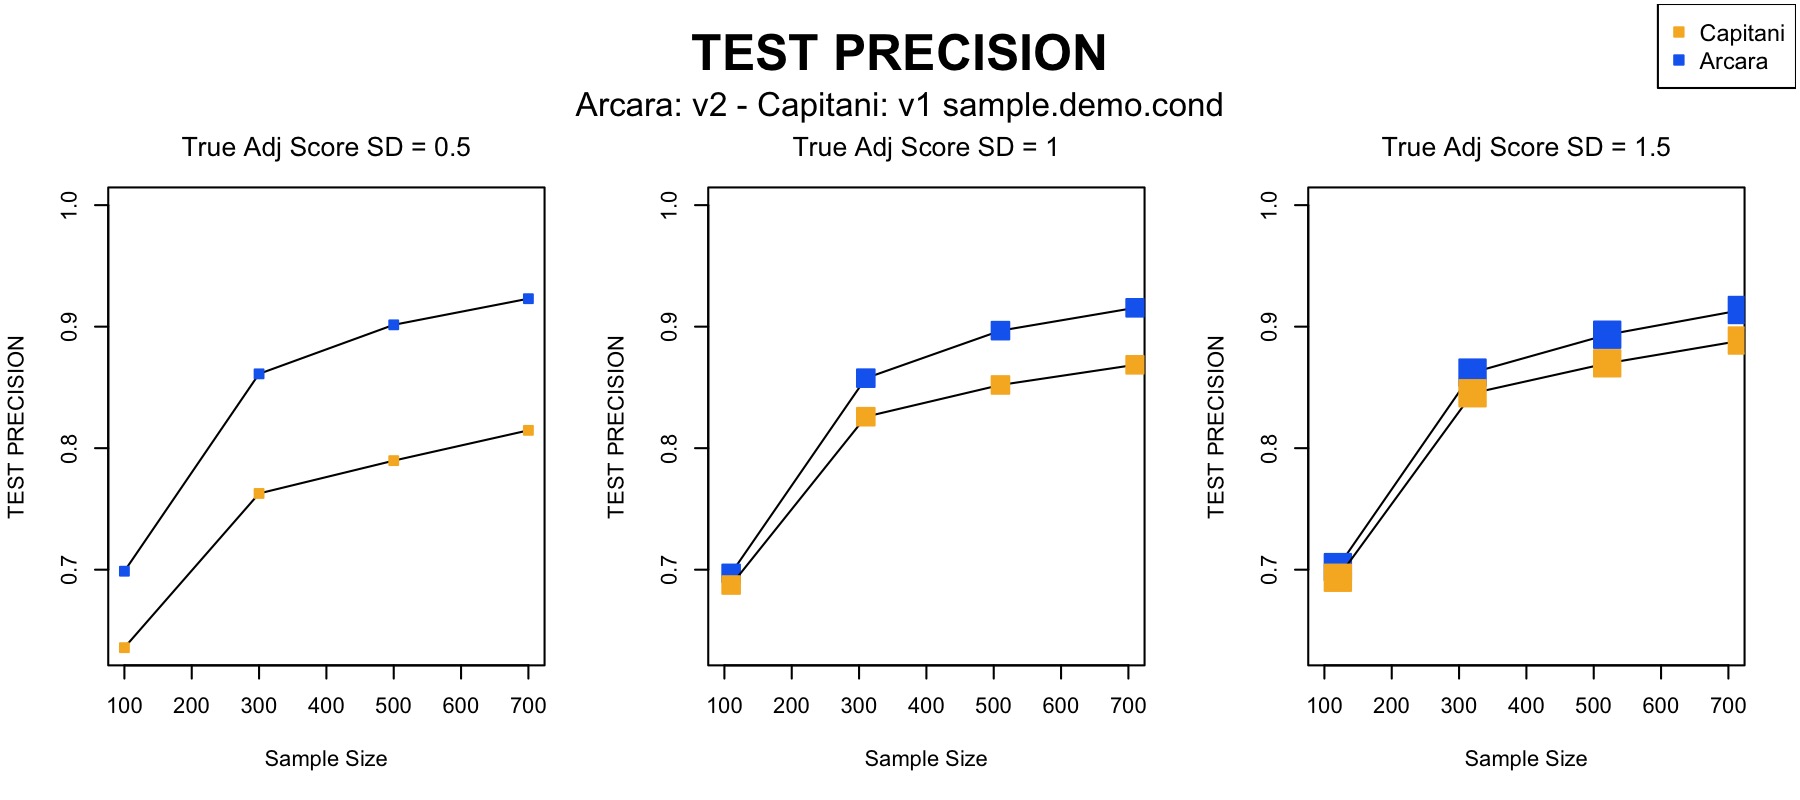 TEST PRECISION
Arcara: v2 - Capitani: v1 sample.demo.cond
Capitani
Arcara
True Adj Score SD = 0.5
TEST PRECISION
1.0
0.9
0.8
0.7
100 200 300 400 500 600 700
Sample Size
True Adj Score SD = 1
TEST PRECISION
1.0
0.9
0.8
0.7
100 200 300 400 500 600 700
Sample Size
True Adj Score SD = 1.5
TEST PRECISION
1.0
0.9
0.8
0.7
100 200 300 400 500 600 700
Sample Size